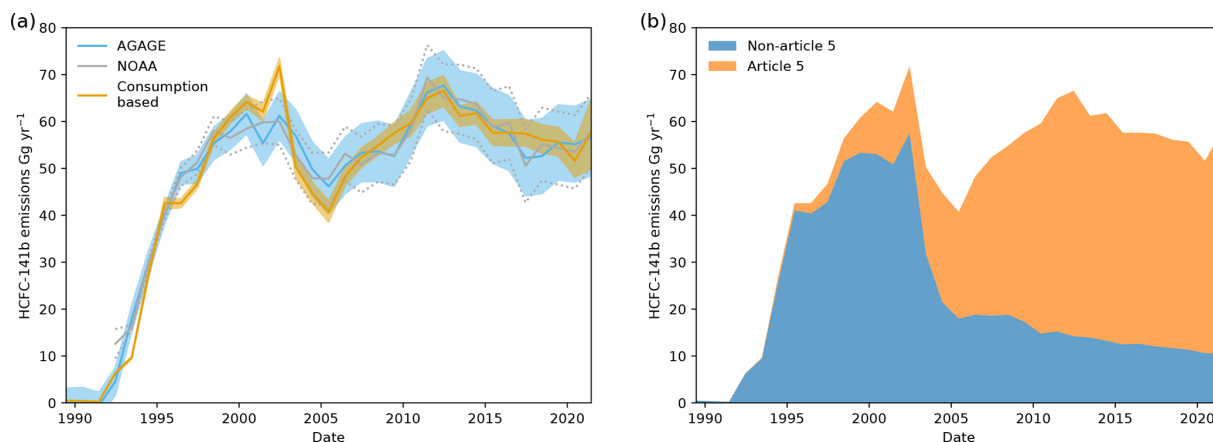 (a)
80
70
60
50
40
30
20
10
0
HCFC-141b emissions Gg yr⁻¹
AGAGE
NOAA
Consumption
based
1990 1995 2000 2005 2010 2015 2020
Date
(b)
80
70
60
50
40
30
20
10
0
HCFC-141b emissions Gg yr⁻¹
Non-article 5
Article 5
1990 1995 2000 2005 2010 2015 2020
Date